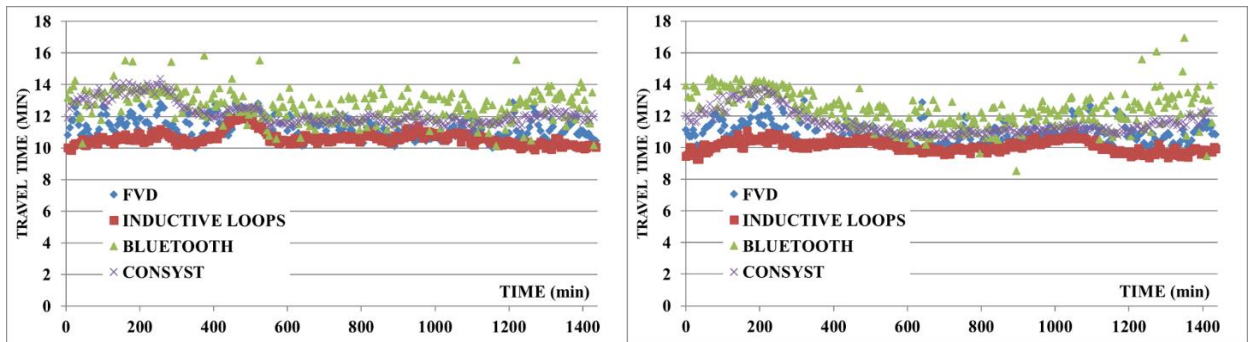 TRAVEL TIME (MIN)
18
16
14
12
10
8
6
4
2
0
FVD
INDUCTIVE LOOPS
BLUETOOTH
CONSYST
TIME (min)
0 200 400 600 800 1000 1200 1400
TRAVEL TIME (MIN)
18
16
14
12
10
8
6
4
2
0
FVD
INDUCTIVE LOOPS
BLUETOOTH
CONSYST
TIME (min)
0 200 400 600 800 1000 1200 1400